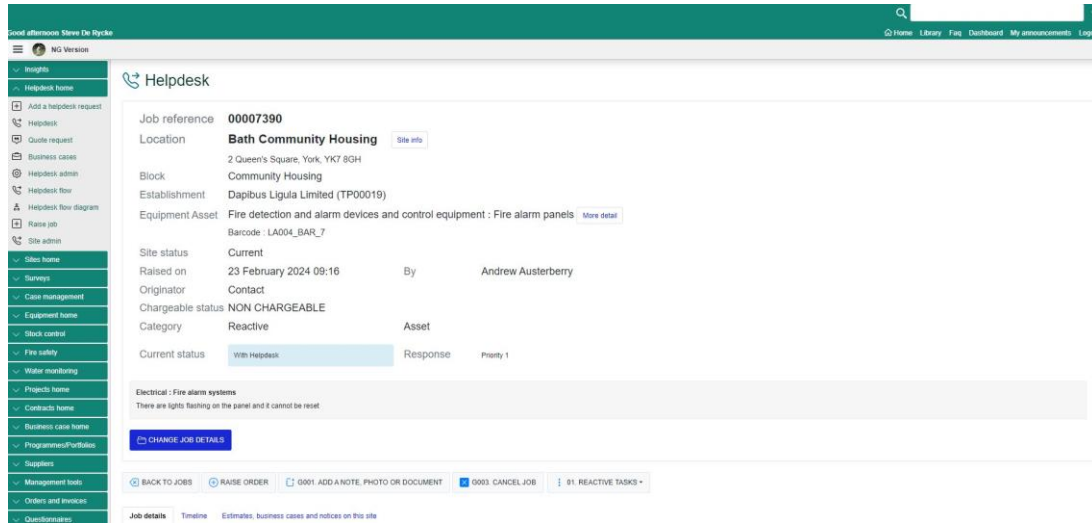 Good afternoon Steve De Rycke
Home Library Faq Dashboard My announcements
NG Version
Insights
Helpdesk home
Add a helpdesk request
Helpdesk
Quote request
Business cases
Helpdesk admin
Helpdesk flow
Helpdesk flow diagram
Raise job
Site admin
Sites home
Surveys
Case management
Equipment home
Stock control
Fire safety
Water monitoring
Projects home
Contracts home
Business case home
Programmes/Portfolios
Suppliers
Management tools
Orders and invoices
Questionnaires
Helpdesk
Job reference 00007390
Location Bath Community Housing Site info
2 Queen's Square, York, YK7 8GH
Block Community Housing
Establishment Dapibus Ligula Limited (TP00019)
Equipment Asset Fire detection and alarm devices and control equipment : Fire alarm panels More detail
Barcode : LA004_BAR_7
Site status Current
Raised on 23 February 2024 09:16 By Andrew Austerberry
Originator Contact
Chargeable status NON CHARGEABLE
Category Reactive Asset
Current status With Helpdesk Response Priority 1
Electrical : Fire alarm systems
There are lights flashing on the panel and it cannot be reset
CHANGE JOB DETAILS
BACK TO JOBS RAISE ORDER G001. ADD A NOTE, PHOTO OR DOCUMENT G003. CANCEL JOB 01. REACTIVE TASKS
Job details Timeline Estimates, business cases and notices on this site